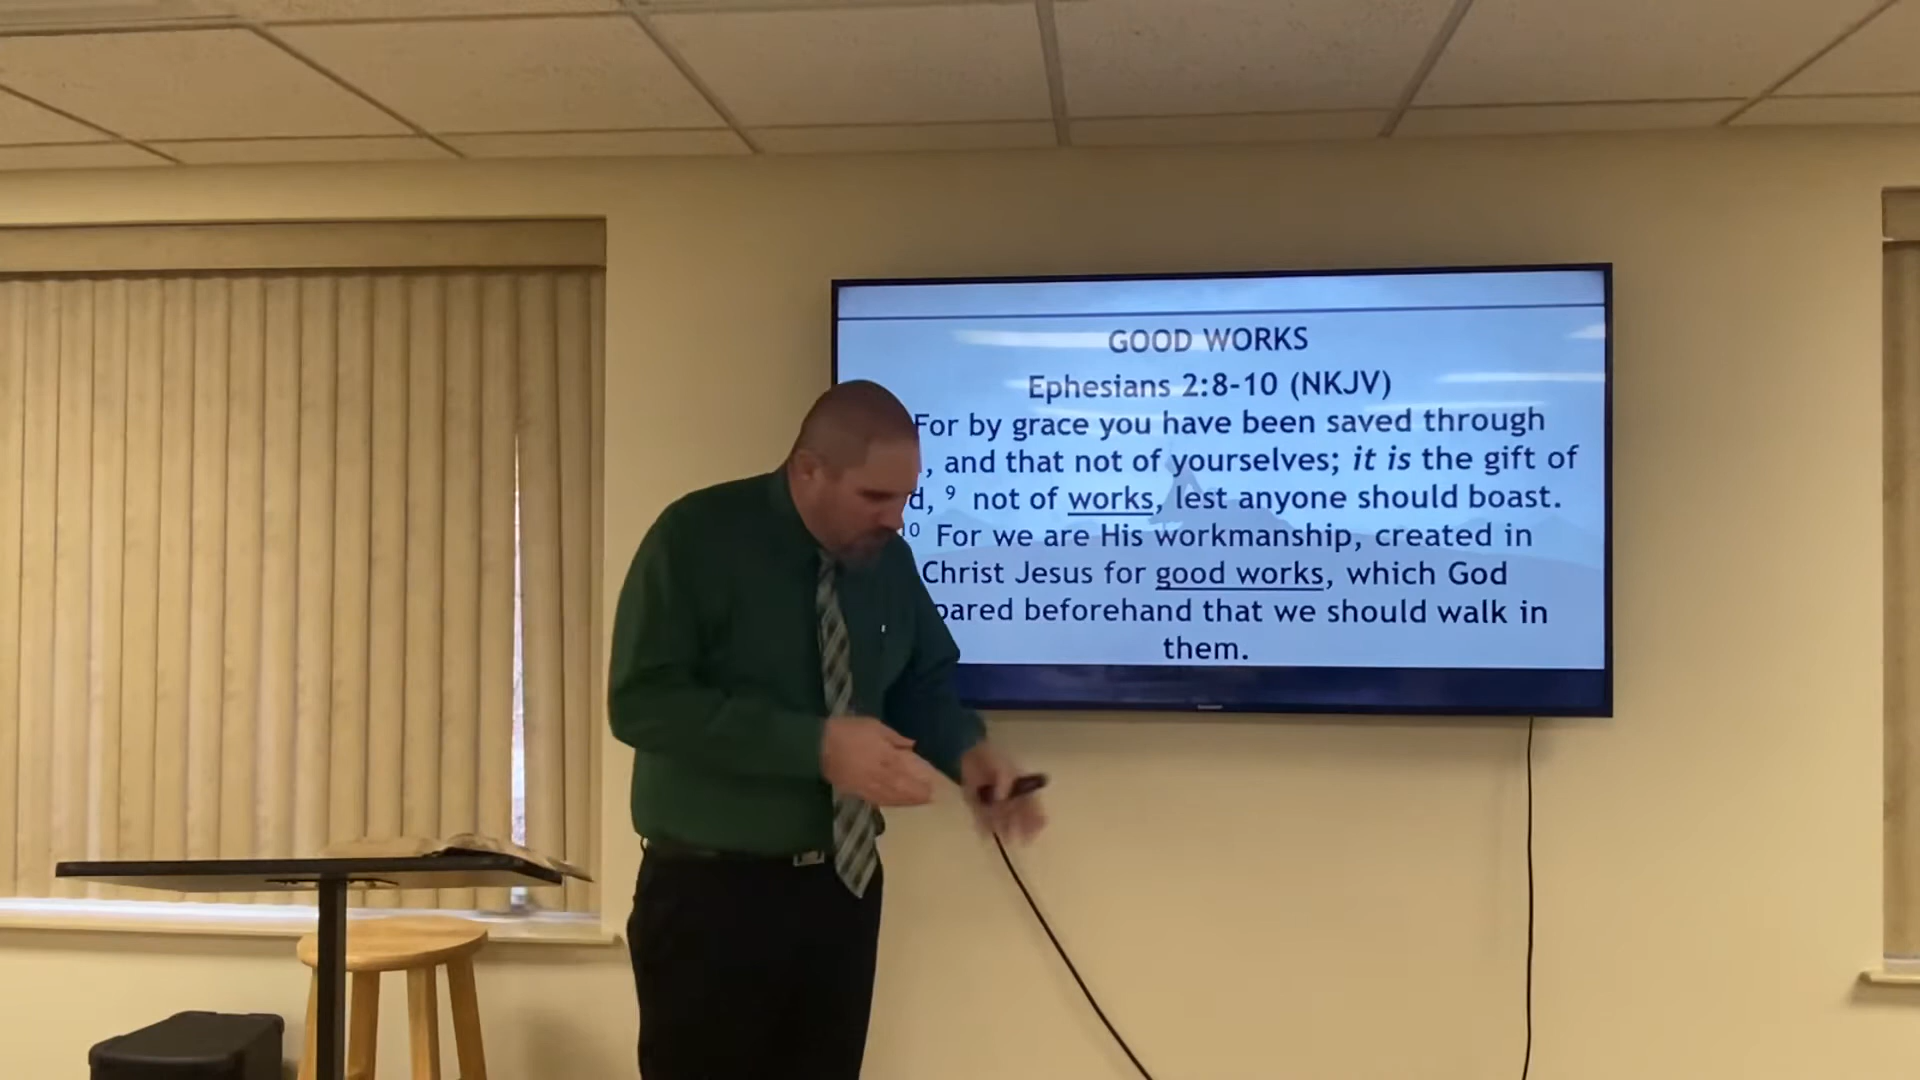 GOOD WORKS
Ephesians 2:8-10 (NKJV)
For by grace you have been saved through
, and that not of yourselves; it is the gift of
d, ⁹ not of works, lest anyone should boast.
¹⁰ For we are His workmanship, created in
Christ Jesus for good works, which God
pared beforehand that we should walk in
them.